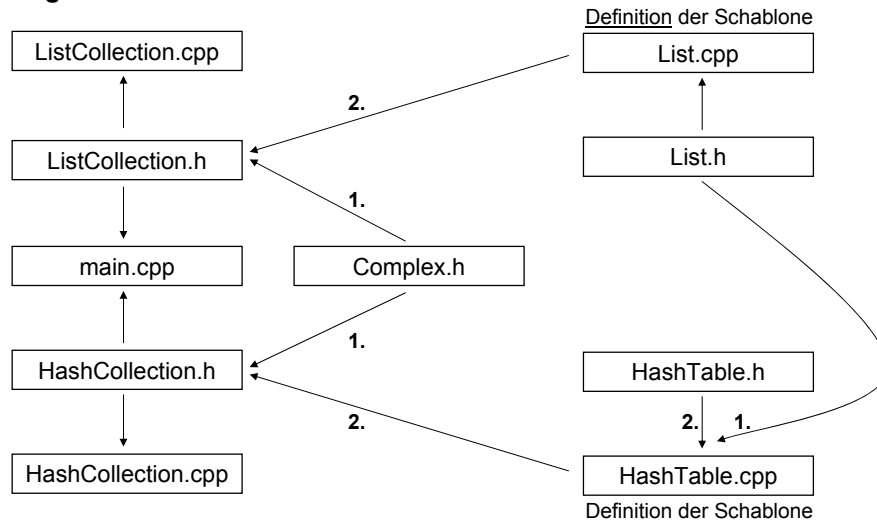 Definition der Schablone
ListCollection.cpp
List.cpp
2.
ListCollection.h
List.h
1.
main.cpp
Complex.h
1.
HashCollection.h
HashTable.h
2.
2. 1.
HashCollection.cpp
HashTable.cpp
Definition der Schablone